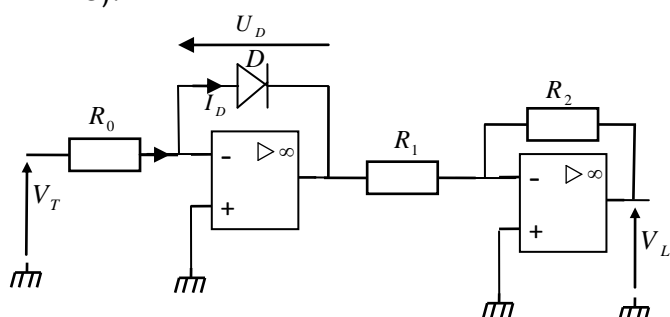 U_D
D
I_D
R_0
- ▷ ∞
+
V_T
R_1
R_2
- ▷ ∞
+
V_L